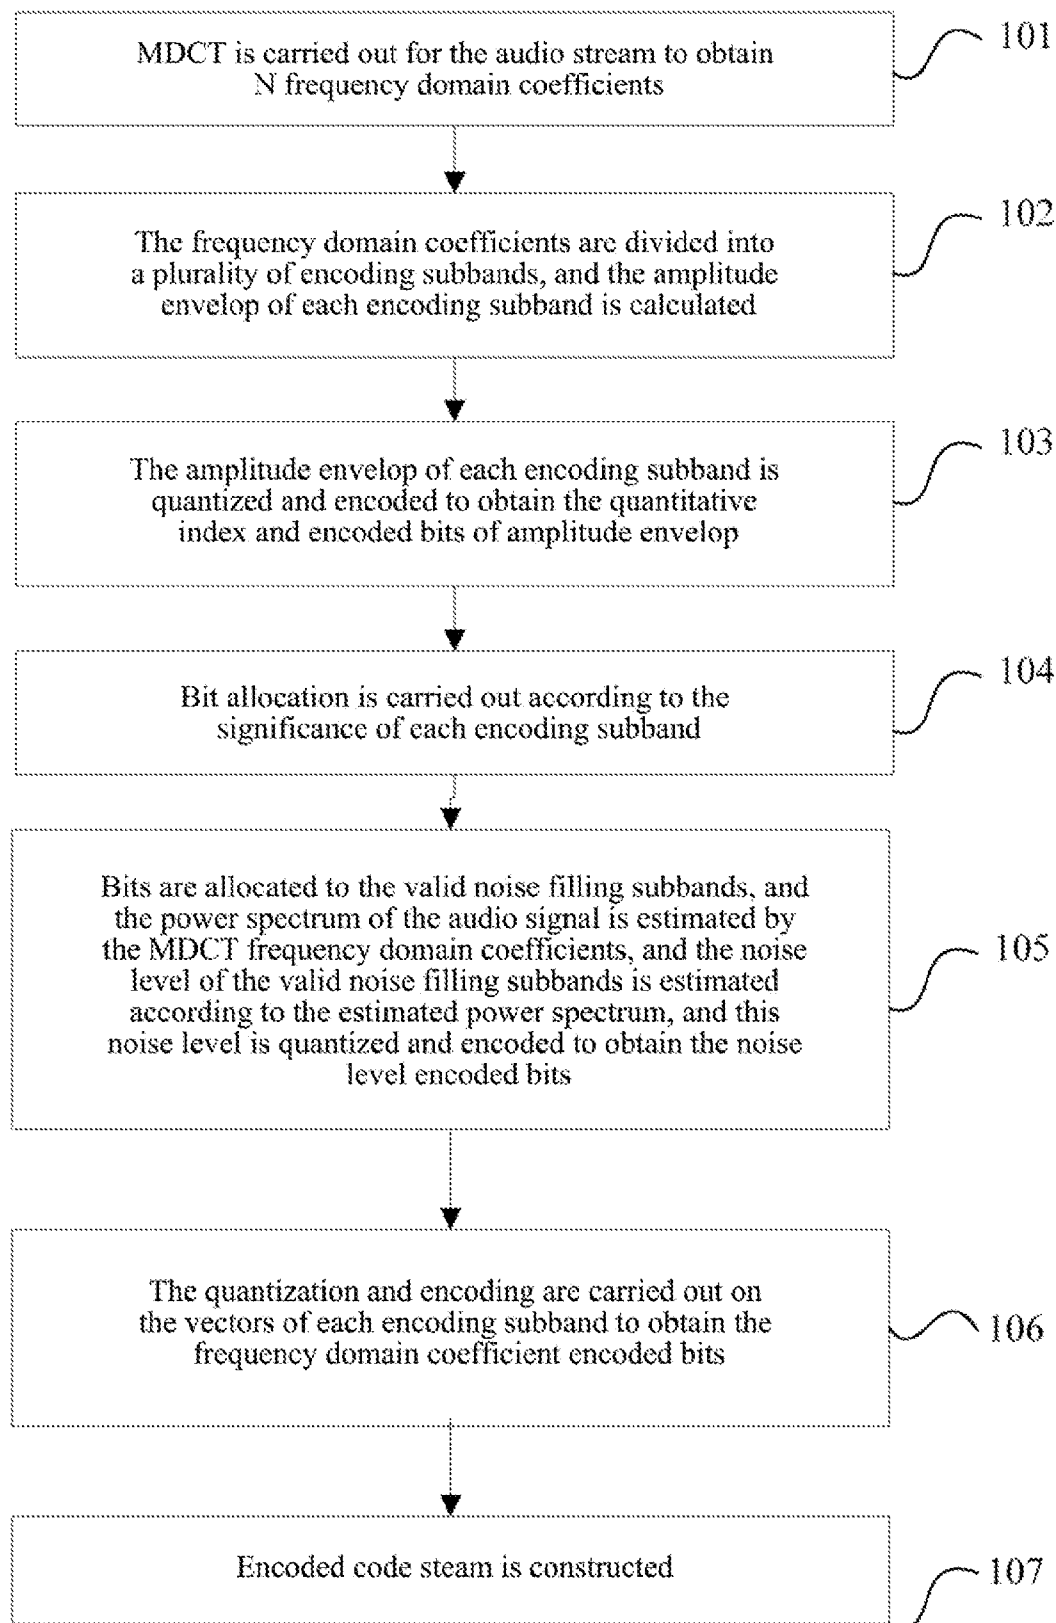 MDCT is carried out for the audio stream to obtain
N frequency domain coefficients
101
The frequency domain coefficients are divided into
a plurality of encoding subbands, and the amplitude
envelop of each encoding subband is calculated
102
The amplitude envelop of each encoding subband is
quantized and encoded to obtain the quantitative
index and encoded bits of amplitude envelop
103
Bit allocation is carried out according to the
significance of each encoding subband
104
Bits are allocated to the valid noise filling subbands, and
the power spectrum of the audio signal is estimated by
the MDCT frequency domain coefficients, and the noise
level of the valid noise filling subbands is estimated
according to the estimated power spectrum, and this
noise level is quantized and encoded to obtain the noise
level encoded bits
105
The quantization and encoding are carried out on
the vectors of each encoding subband to obtain the
frequency domain coefficient encoded bits
106
Encoded code steam is constructed
107